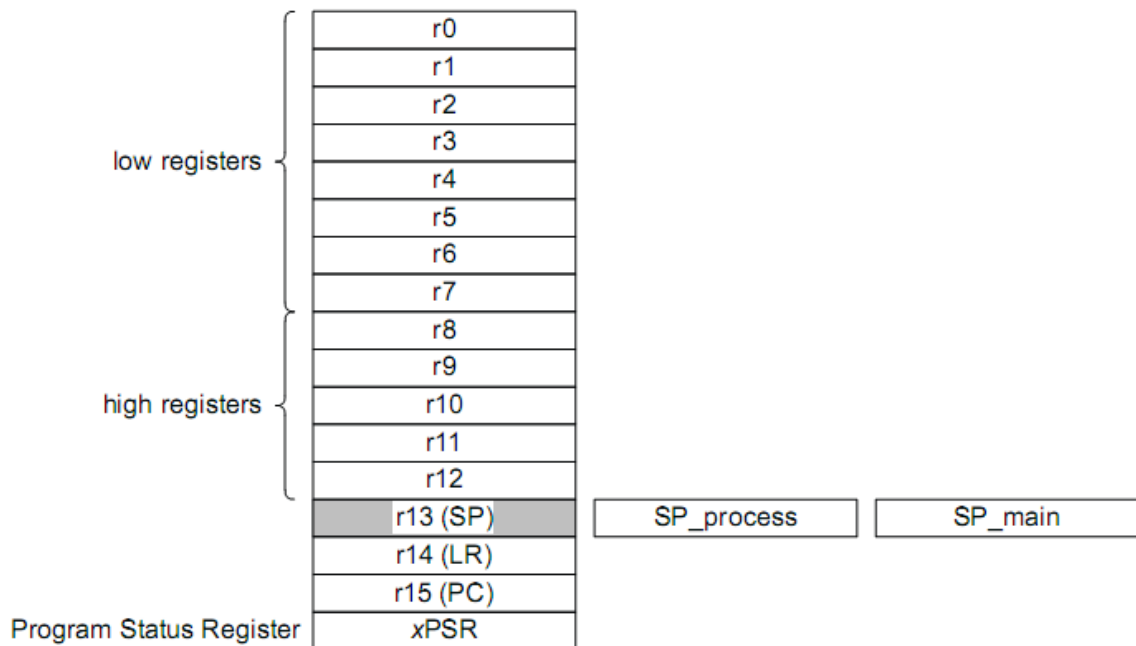 r0
r1
r2
r3
low registers
r4
r5
r6
r7
r8
r9
high registers
r10
r11
r12
r13 (SP) SP_process SP_main
r14 (LR)
r15 (PC)
Program Status Register xPSR